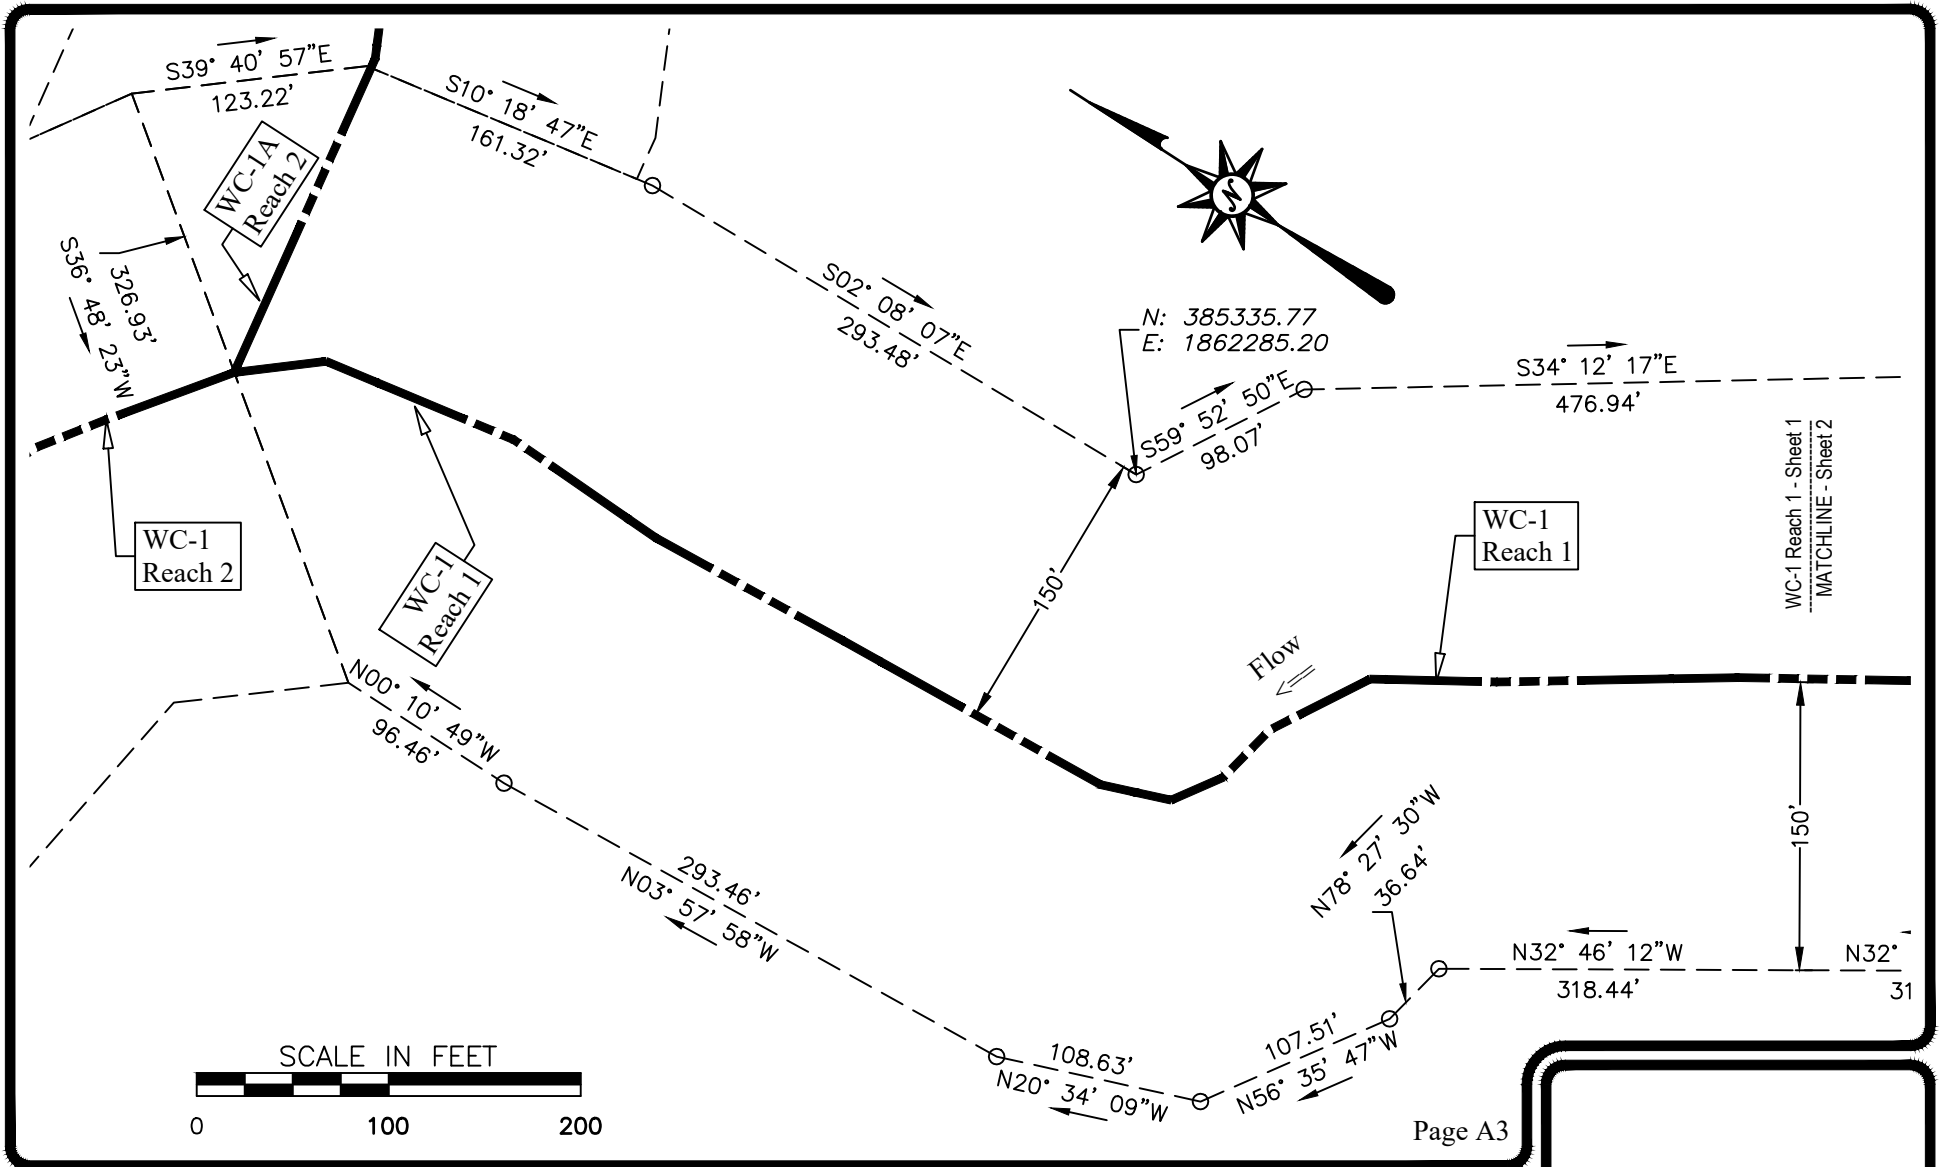 S39° 40' 57"E
123.22'
S10° 18' 47"E
161.32'
WC-1A
Reach 2
S36° 48' 23"W
326.93'
N
S02° 08' 07"E
293.48'
N: 385335.77
E: 1862285.20
S59° 52' 50"E
98.07'
S34° 12' 17"E
476.94'
WC-1 Reach 1 - Sheet 1
MATCHLINE - Sheet 2
WC-1
Reach 2
WC-1
Reach 1
150'
WC-1
Reach 1
Flow
N00° 10' 49"W
96.46'
293.46'
N03° 57' 58"W
N78° 27' 30"W
36.64'
150'
N32° 46' 12"W
318.44'
N32°
31
108.63'
N20° 34' 09"W
107.51'
N56° 35' 47"W
SCALE IN FEET
0 100 200
Page A3